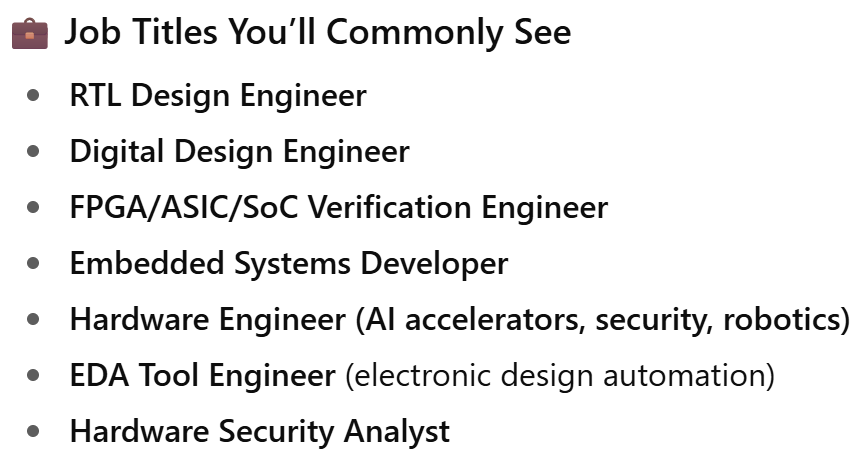 💼 Job Titles You’ll Commonly See
• RTL Design Engineer
• Digital Design Engineer
• FPGA/ASIC/SoC Verification Engineer
• Embedded Systems Developer
• Hardware Engineer (AI accelerators, security, robotics)
• EDA Tool Engineer (electronic design automation)
• Hardware Security Analyst